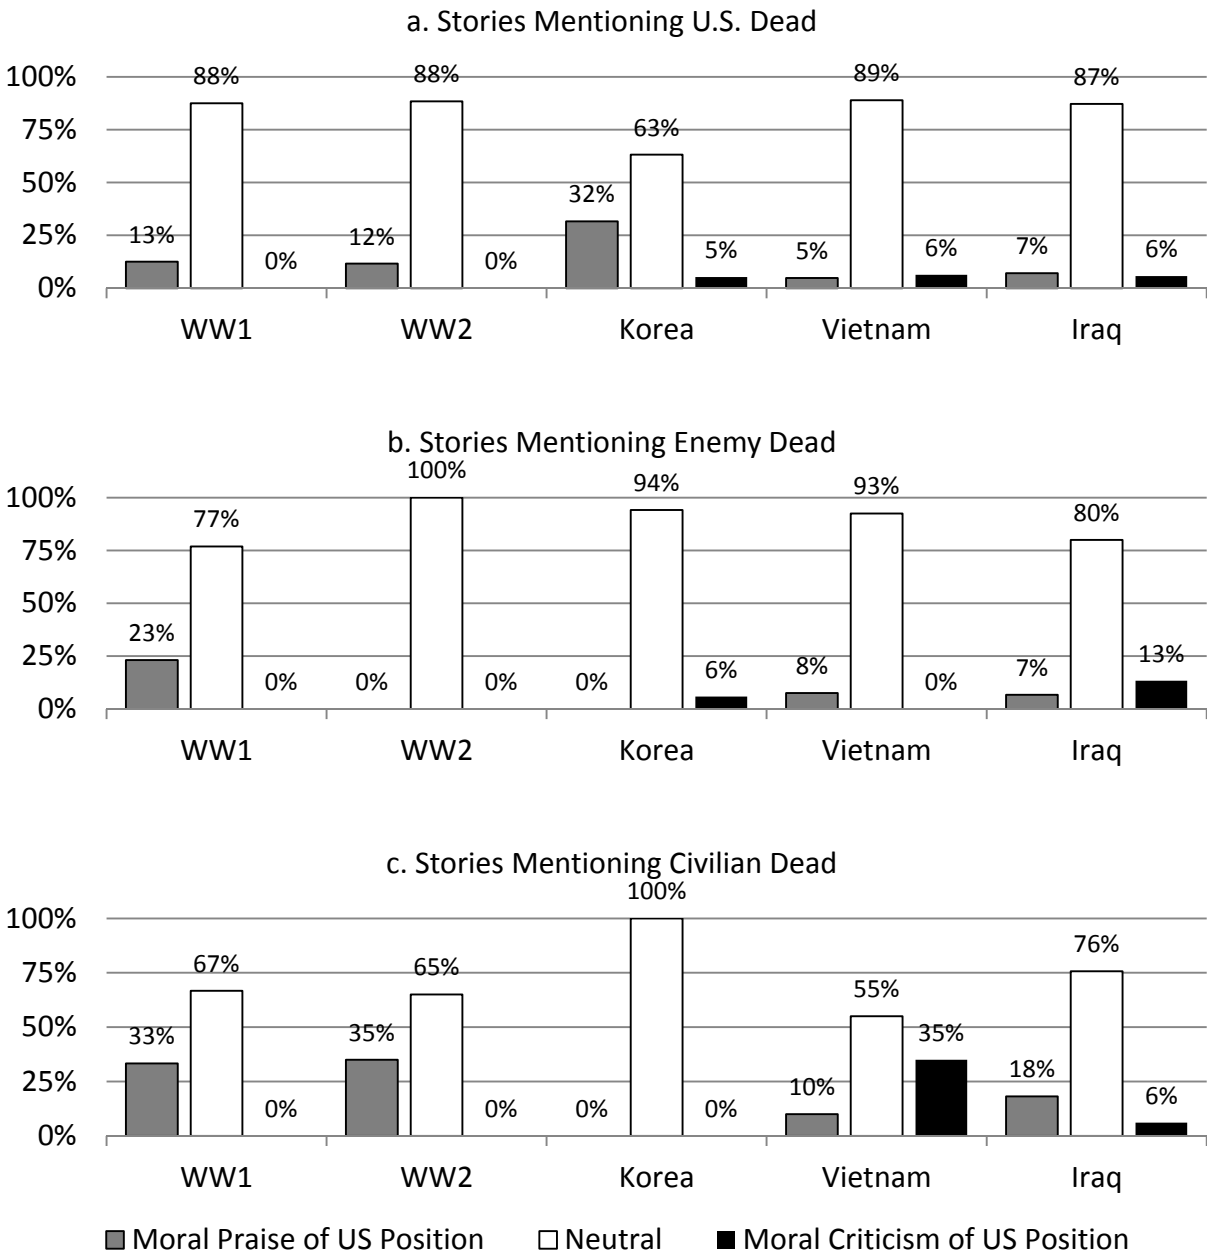 a. Stories Mentioning U.S. Dead
100% 88% 88% 89% 87%
75% 63%
50% 32%
25% 13% 12% 5% 5% 6% 7% 6%
0% 0% 0%
WW1 WW2 Korea Vietnam Iraq
b. Stories Mentioning Enemy Dead
100%
100% 94% 93%
77% 80%
75%
50%
25% 23% 13%
0% 0% 0% 0% 6% 8% 0% 7%
0%
WW1 WW2 Korea Vietnam Iraq
c. Stories Mentioning Civilian Dead
100%
100%
75% 67% 65% 76%
50% 33% 35% 55% 35%
25% 10% 18%
0% 0% 0% 0% 6%
0%
WW1 WW2 Korea Vietnam Iraq
Moral Praise of US Position Neutral Moral Criticism of US Position